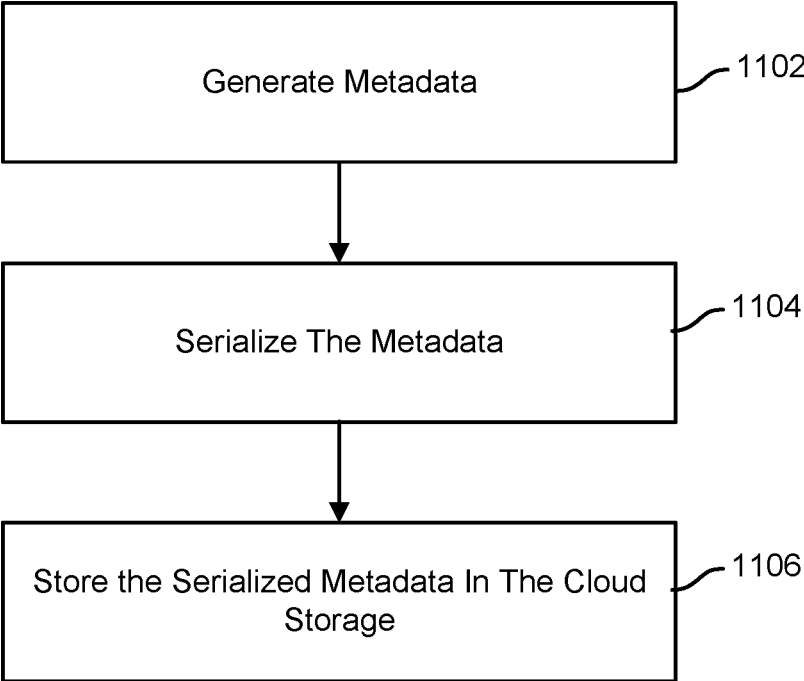 Generate Metadata
1102
Serialize The Metadata
1104
Store the Serialized Metadata In The Cloud
Storage
1106